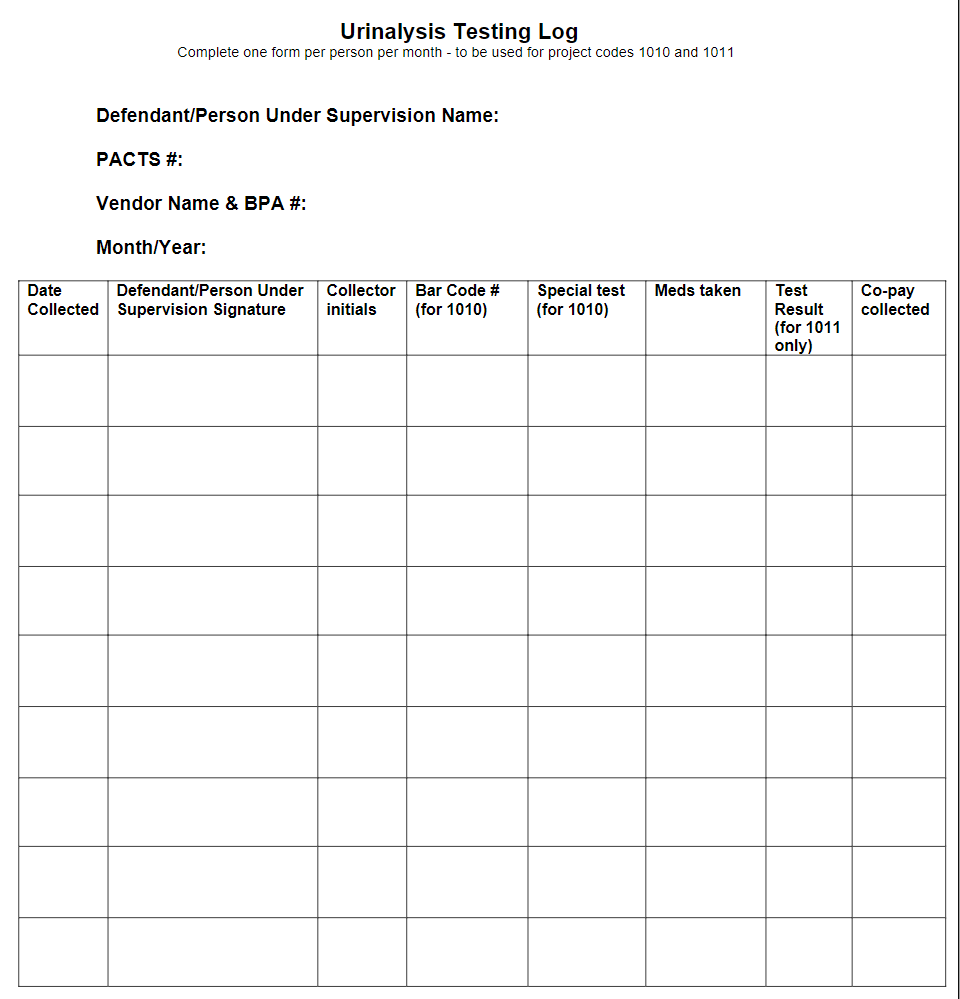 Urinalysis Testing Log
Complete one form per person per month - to be used for project codes 1010 and 1011
Defendant/Person Under Supervision Name:
PACTS #:
Vendor Name & BPA #:
Month/Year:
Date
Collected
Defendant/Person Under
Supervision Signature
Collector
initials
Bar Code #
(for 1010)
Special test
(for 1010)
Meds taken
Test
Result
(for 1011
only)
Co-pay
collected